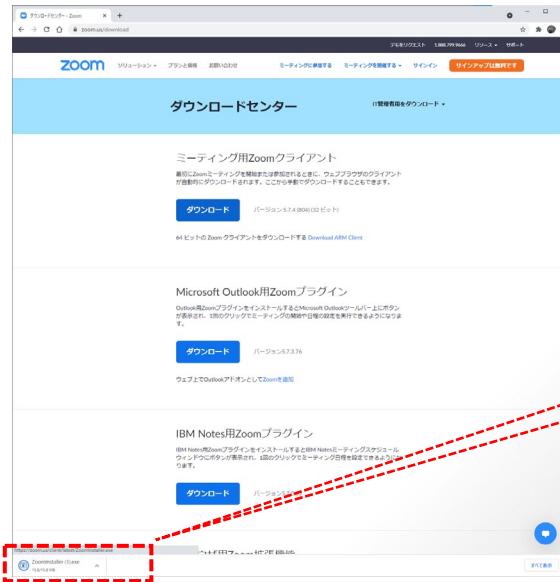 ダウンロードセンター - Zoom
zoom.us/download
デモをリクエスト 1.888.799.9666 リソース サポート
zoom ソリューション プランと価格 お問い合わせ ミーティングに参加する ミーティングを開催する サインイン サインアップは無料です
ダウンロードセンター
IT管理者用をダウンロード
ミーティング用Zoomクライアント
最初にZoomミーティングを開始または参加されるときに、ウェブブラウザのクライアント
が自動的にダウンロードされます。ここから手動でダウンロードすることもできます。
ダウンロード バージョン 5.7.4 (804) (32 ビット)
64 ビットの Zoom クライアントをダウンロードする Download ARM Client
Microsoft Outlook用Zoomプラグイン
Outlook用ZoomプラグインをインストールするとMicrosoft Outlookツールバー上にボタン
が表示され、1回のクリックでミーティングの開始や日程の設定を実行できるようになりま
す。
ダウンロード バージョン5.7.3.76
ウェブ上でOutlookアドオンとしてZoomを追加
IBM Notes用Zoomプラグイン
IBM Notes用ZoomプラグインをインストールするとIBM Notesミーティングスケジュール
ウィンドウにボタンが表示され、1回のクリックでミーティング日程を設定できるようにな
ります。
ダウンロード バージョン
https://zoom.us/client/latest/ZoomInstaller.exe
ZoomInstaller (1).exe
すべて表示